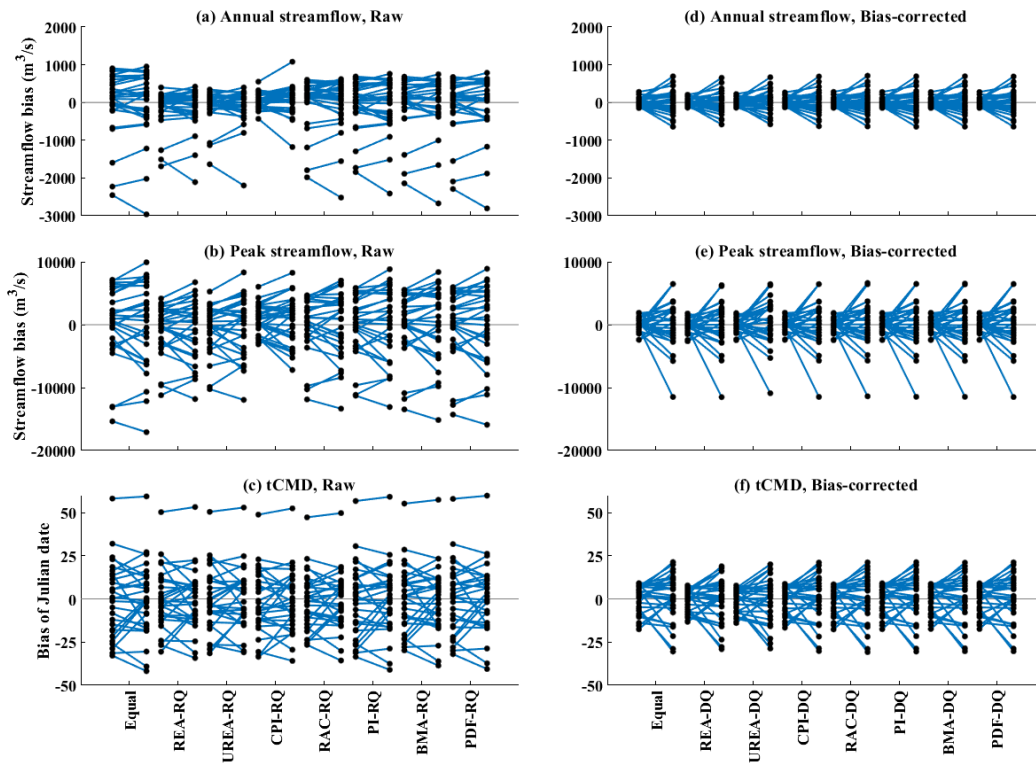 (a) Annual streamflow, Raw
Streamflow bias (m³/s)
2000
1000
0
-1000
-2000
-3000
(d) Annual streamflow, Bias-corrected
2000
1000
0
-1000
-2000
-3000
(b) Peak streamflow, Raw
Streamflow bias (m³/s)
10000
0
-10000
-20000
(e) Peak streamflow, Bias-corrected
10000
0
-10000
-20000
(c) tCMD, Raw
Bias of Julian date
50
25
0
-25
-50
Equal
REA-RQ
UREA-RQ
CPI-RQ
RAC-RQ
PI-RQ
BMA-RQ
PDF-RQ
(f) tCMD, Bias-corrected
50
25
0
-25
-50
Equal
REA-DQ
UREA-DQ
CPI-DQ
RAC-DQ
PI-DQ
BMA-DQ
PDF-DQ